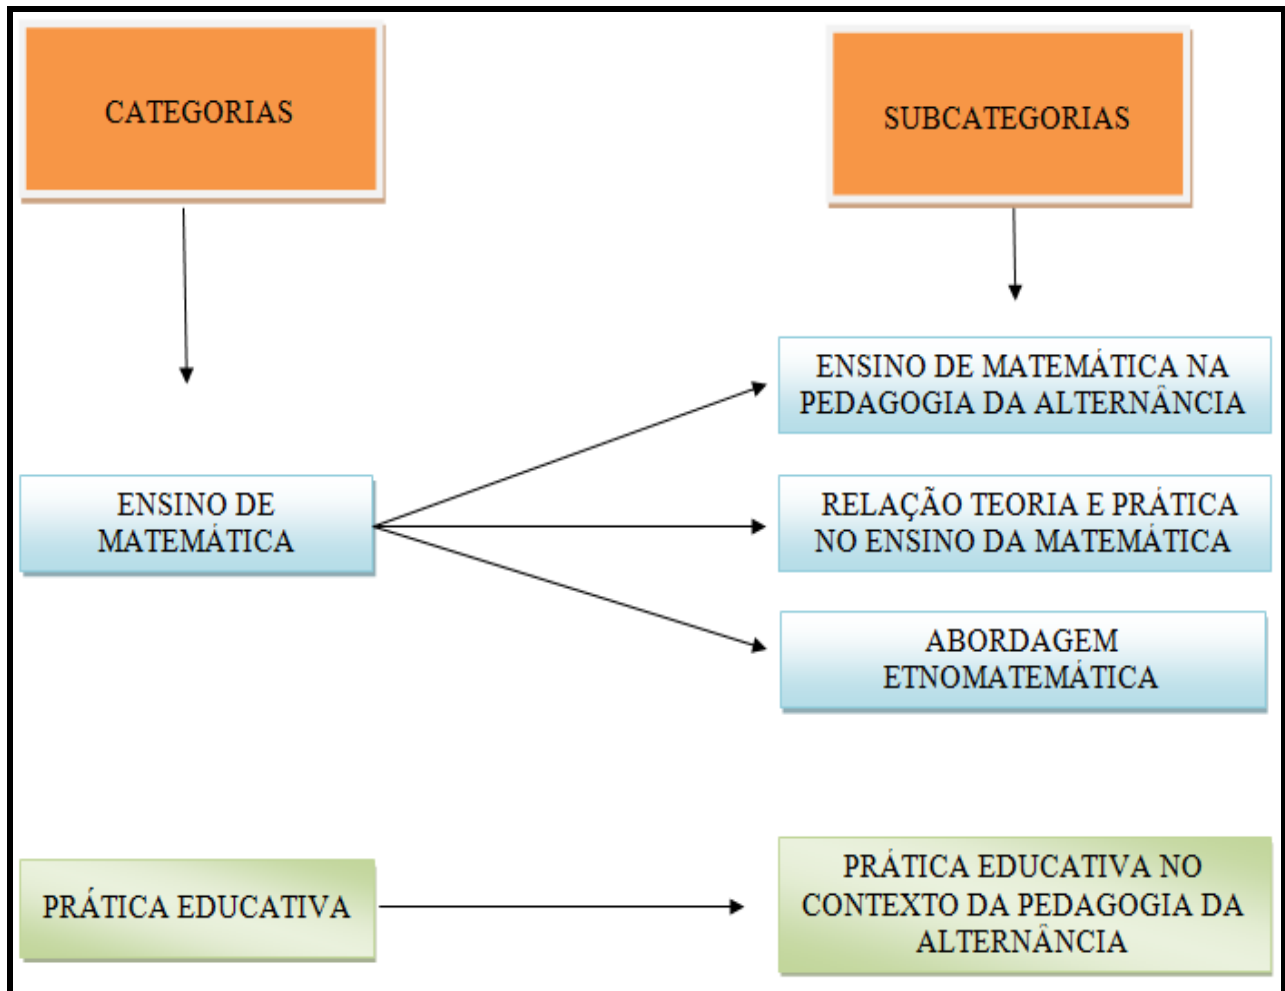 CATEGORIAS
SUBCATEGORIAS
ENSINO DE MATEMÁTICA NA
PEDAGOGIA DA ALTERNÂNCIA
ENSINO DE
MATEMÁTICA
RELAÇÃO TEORIA E PRÁTICA
NO ENSINO DA MATEMÁTICA
ABORDAGEM
ETNOMATEMÁTICA
PRÁTICA EDUCATIVA
PRÁTICA EDUCATIVA NO
CONTEXTO DA PEDAGOGIA DA
ALTERNÂNCIA